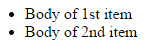 • Body of 1st item
• Body of 2nd item